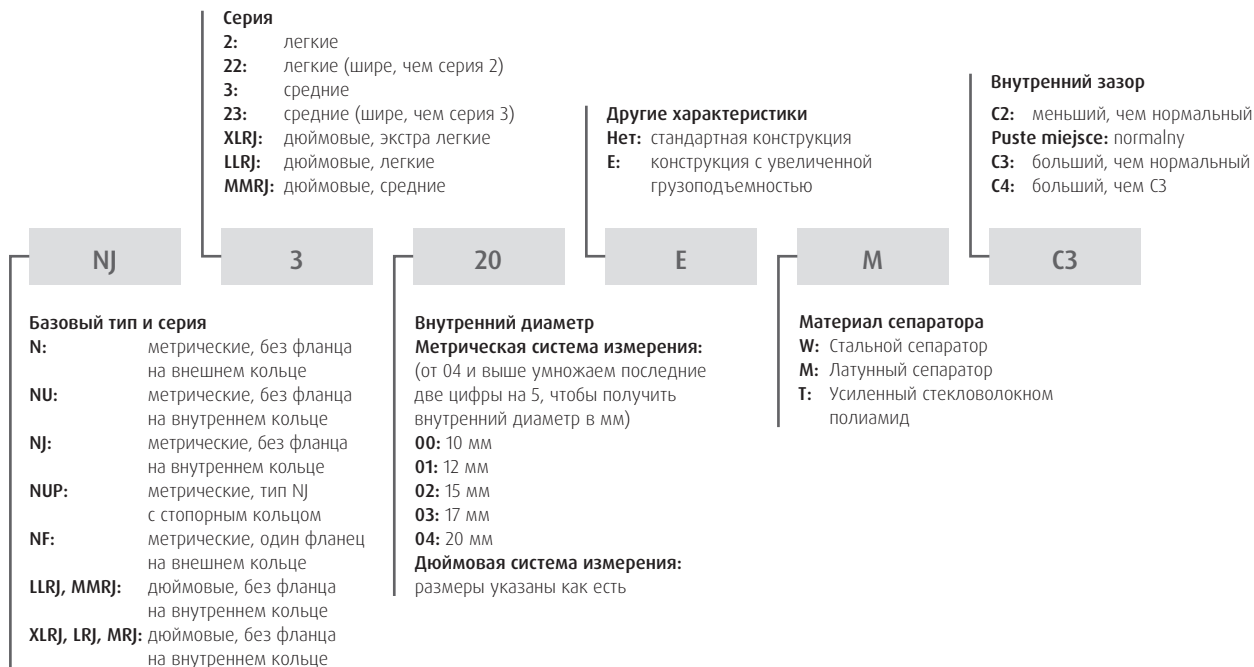 Серия
2: легкие
22: легкие (шире, чем серия 2)
3: средние
23: средние (шире, чем серия 3)
XLRJ: дюймовые, экстра легкие
LLRJ: дюймовые, легкие
MMRJ: дюймовые, средние
Другие характеристики
Нет: стандартная конструкция
E: конструкция с увеличенной
грузоподъемностью
Внутренний зазор
C2: меньший, чем нормальный
Puste miejsce: normalny
C3: больший, чем нормальный
C4: больший, чем C3
NJ 3 20 E M C3
Базовый тип и серия
N: метрические, без фланца
на внешнем кольце
NU: метрические, без фланца
на внутреннем кольце
NJ: метрические, без фланца
на внутреннем кольце
NUP: метрические, тип NJ
с стопорным кольцом
NF: метрические, один фланец
на внешнем кольце
LLRJ, MMRJ: дюймовые, без фланца
на внутреннем кольце
XLRJ, LRJ, MRJ: дюймовые, без фланца
на внутреннем кольце
Внутренний диаметр
Метрическая система измерения:
(от 04 и выше умножаем последние
две цифры на 5, чтобы получить
внутренний диаметр в мм)
00: 10 мм
01: 12 мм
02: 15 мм
03: 17 мм
04: 20 мм
Дюймовая система измерения:
размеры указаны как есть
Материал сепаратора
W: Стальной сепаратор
M: Латунный сепаратор
T: Усиленный стекловолокном
полиамид